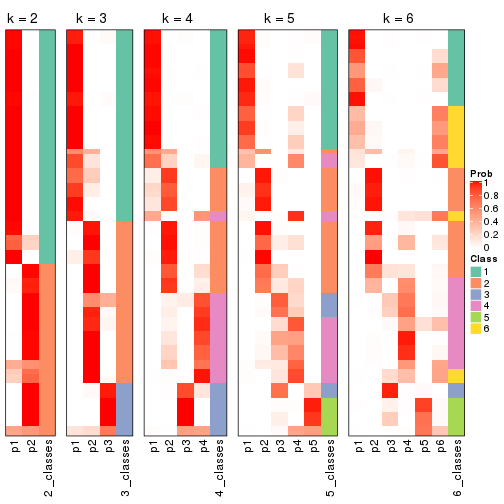 k = 2
k = 3
k = 4
k = 5
k = 6
p1
p2
2_classes
p1
p2
p3
3_classes
p1
p2
p3
p4
4_classes
p1
p2
p3
p4
p5
5_classes
p1
p2
p3
p4
p5
p6
6_classes
Prob
1
0.8
0.6
0.4
0.2
0
Class
1
2
3
4
5
6